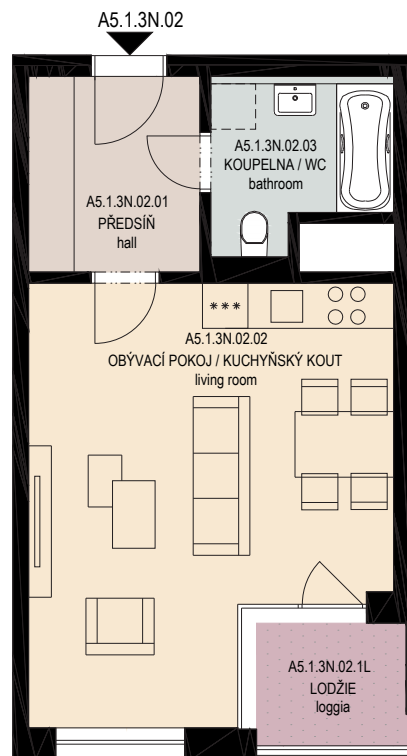 A5.1.3N.02
A5.1.3N.02.03
KOUPELNA / WC
bathroom
A5.1.3N.02.01
PŘEDSÍŇ
hall
***
A5.1.3N.02.02
OBÝVACÍ POKOJ / KUCHYŇSKÝ KOUT
living room
A5.1.3N.02.1L
LODŽIE
loggia